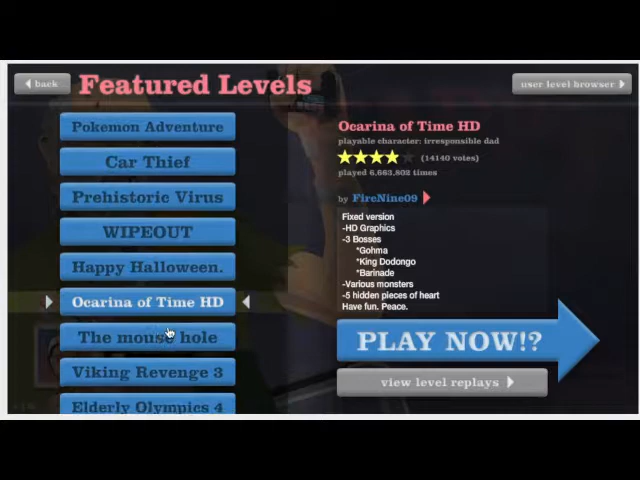 back
Featured Levels
user level browser
Pokemon Adventure
Car Thief
Prehistoric Virus
WIPEOUT
Happy Halloween.
Ocarina of Time HD
The mouse hole
Viking Revenge 3
Elderly Olympics 4
Ocarina of Time HD
playable character: irresponsible dad
(14140 votes)
played 6,663,802 times
by FireNine09
Fixed version
-HD Graphics
-3 Bosses
*Gohma
*King Dodongo
*Barinade
-Various monsters
-5 hidden pieces of heart
Have fun. Peace.
PLAY NOW!?
view level replays